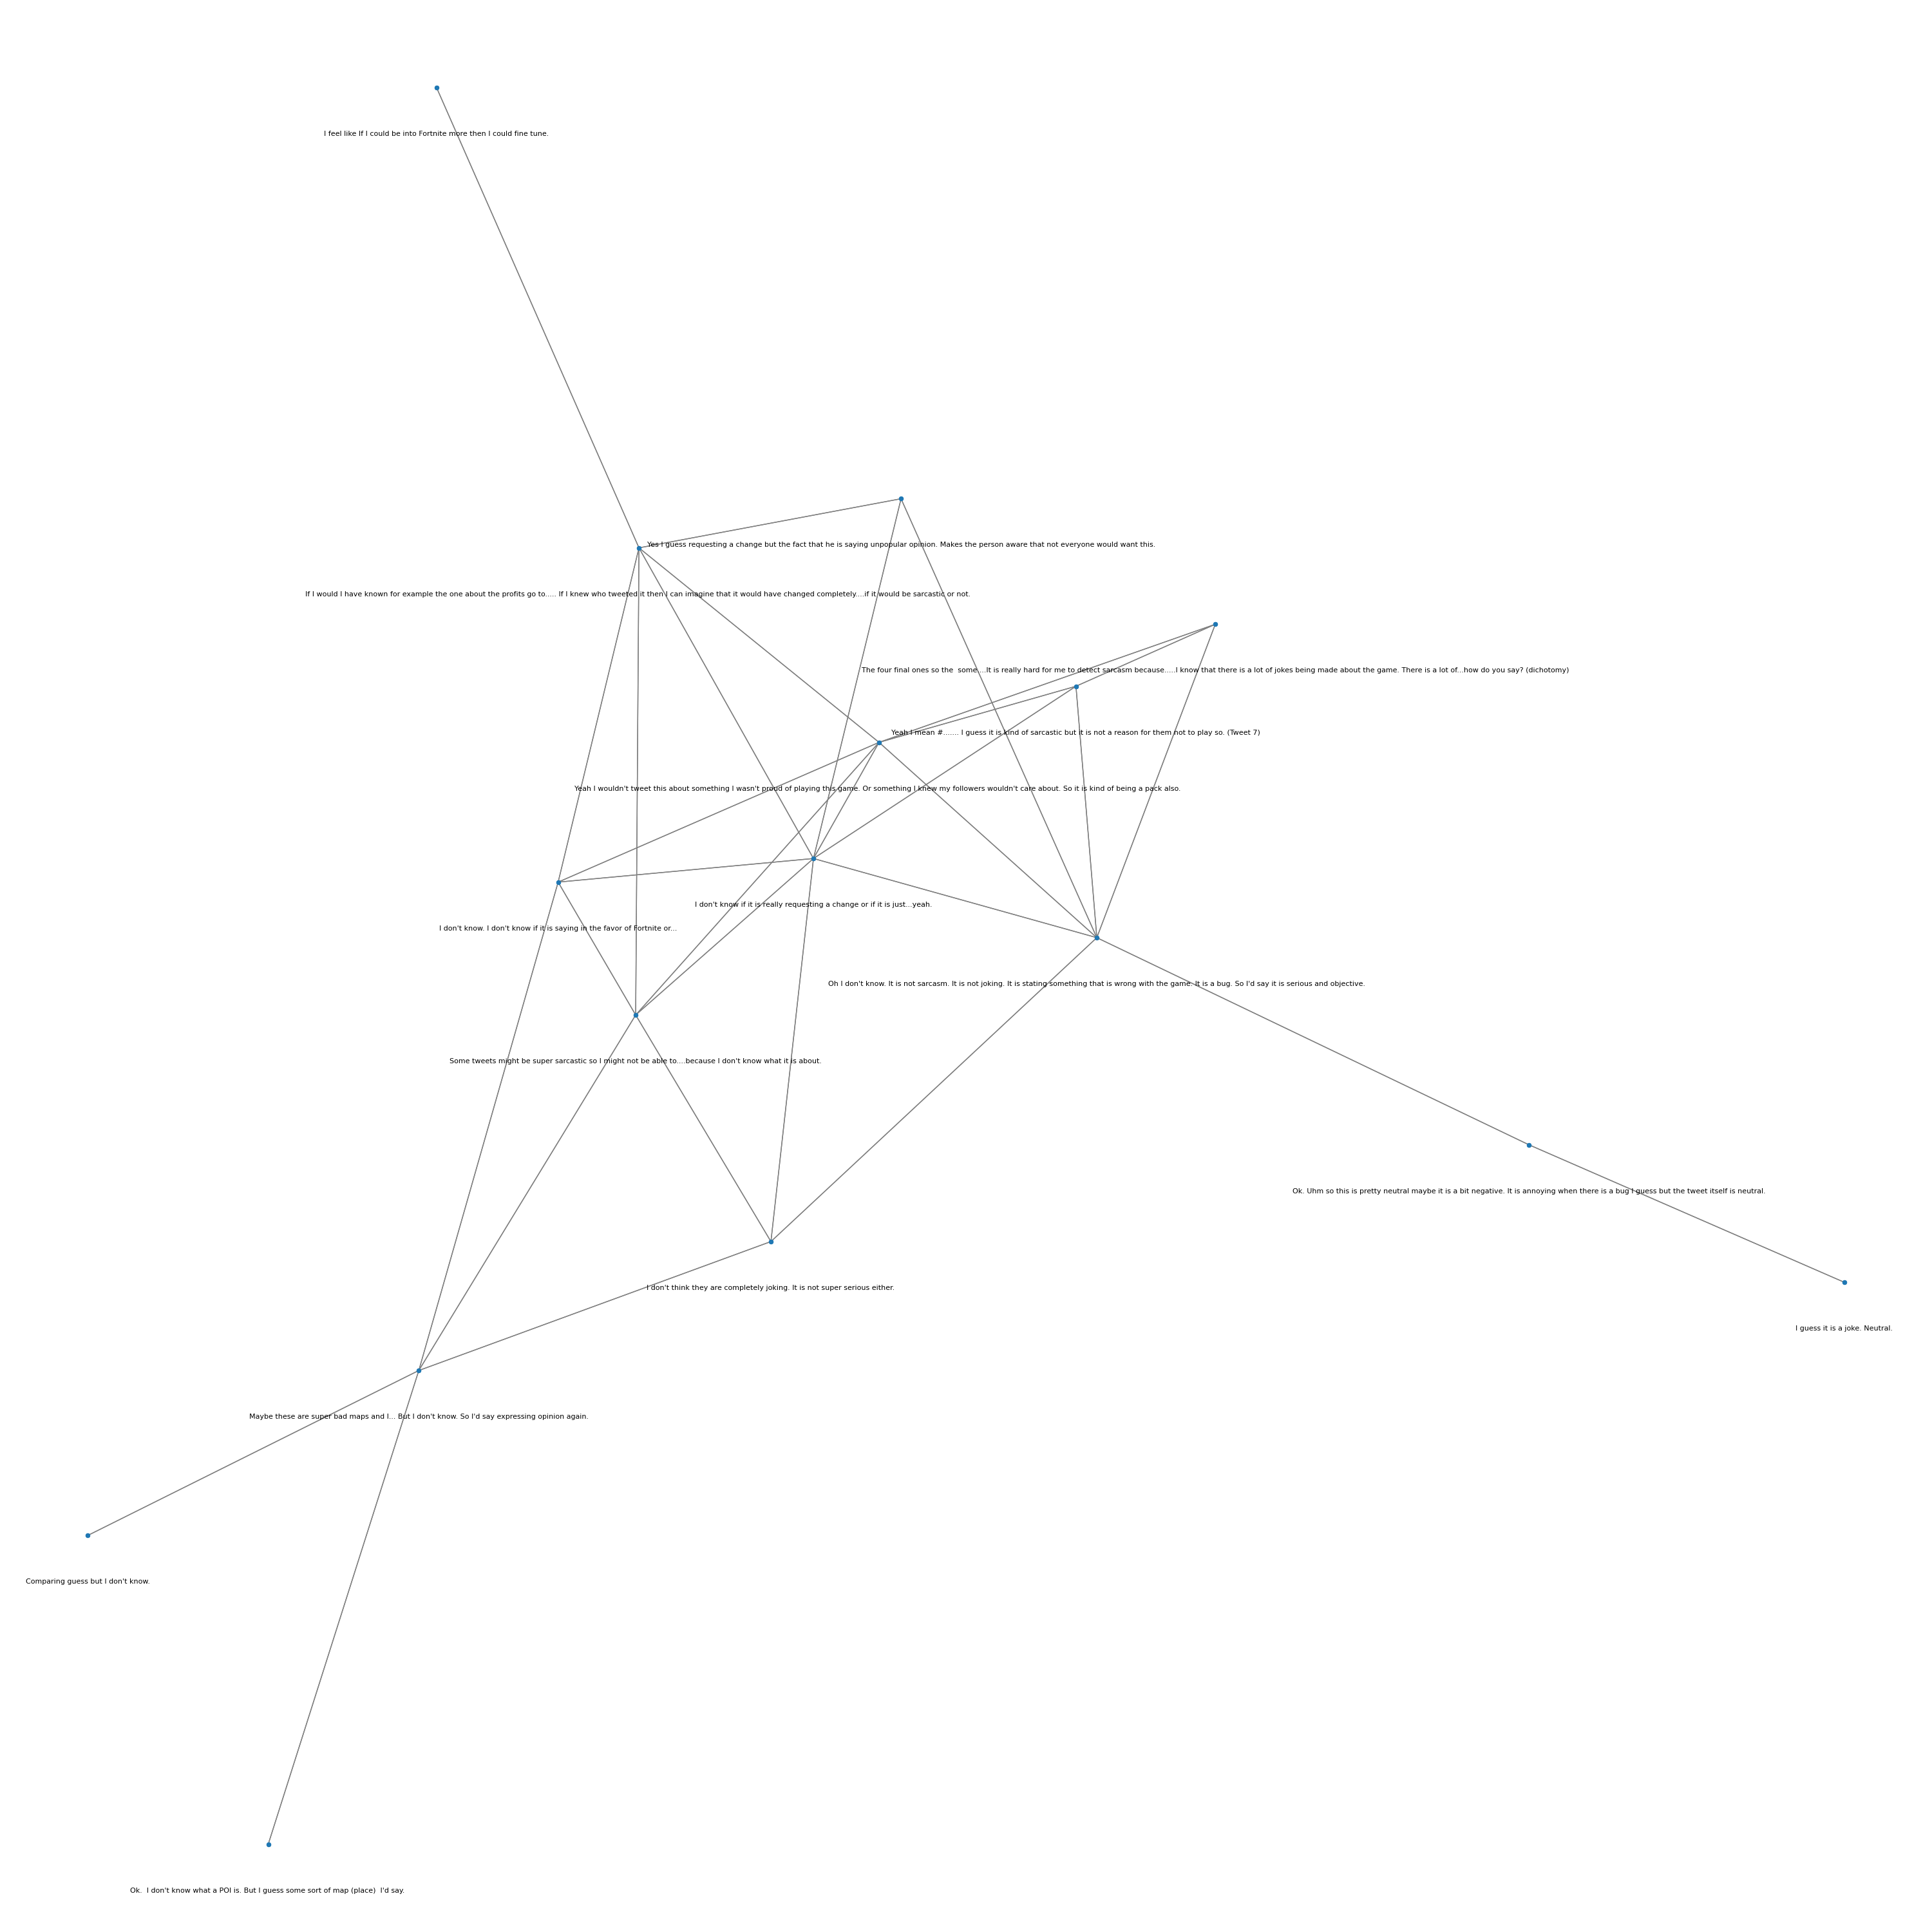 I feel like If I could be into Fortnite more then I could fine tune.
Yes I guess requesting a change but the fact that he is saying unpopular opinion. Makes the person aware that not everyone would want this.
If I would I have known for example the one about the profits go to..... If I knew who tweeted it then I can imagine that it would have changed completely....if it would be sarcastic or not.
The four final ones so the  some....It is really hard for me to detect sarcasm because.....I know that there is a lot of jokes being made about the game. There is a lot of...how do you say? (dichotomy)
Yeah I mean #....... I guess it is kind of sarcastic but it is not a reason for them not to play so. (Tweet 7)
Yeah I wouldn't tweet this about something I wasn't proud of playing this game. Or something I knew my followers wouldn't care about. So it is kind of being a pack also.
I don't know if it is really requesting a change or if it is just...yeah.
I don't know. I don't know if it is saying in the favor of Fortnite or...
Oh I don't know. It is not sarcasm. It is not joking. It is stating something that is wrong with the game. It is a bug. So I'd say it is serious and objective.
Some tweets might be super sarcastic so I might not be able to....because I don't know what it is about.
Ok. Uhm so this is pretty neutral maybe it is a bit negative. It is annoying when there is a bug I guess but the tweet itself is neutral.
I don't think they are completely joking. It is not super serious either.
I guess it is a joke. Neutral.
Maybe these are super bad maps and I... But I don't know. So I'd say expressing opinion again.
Comparing guess but I don't know.
Ok.  I don't know what a POI is. But I guess some sort of map (place)  I'd say.